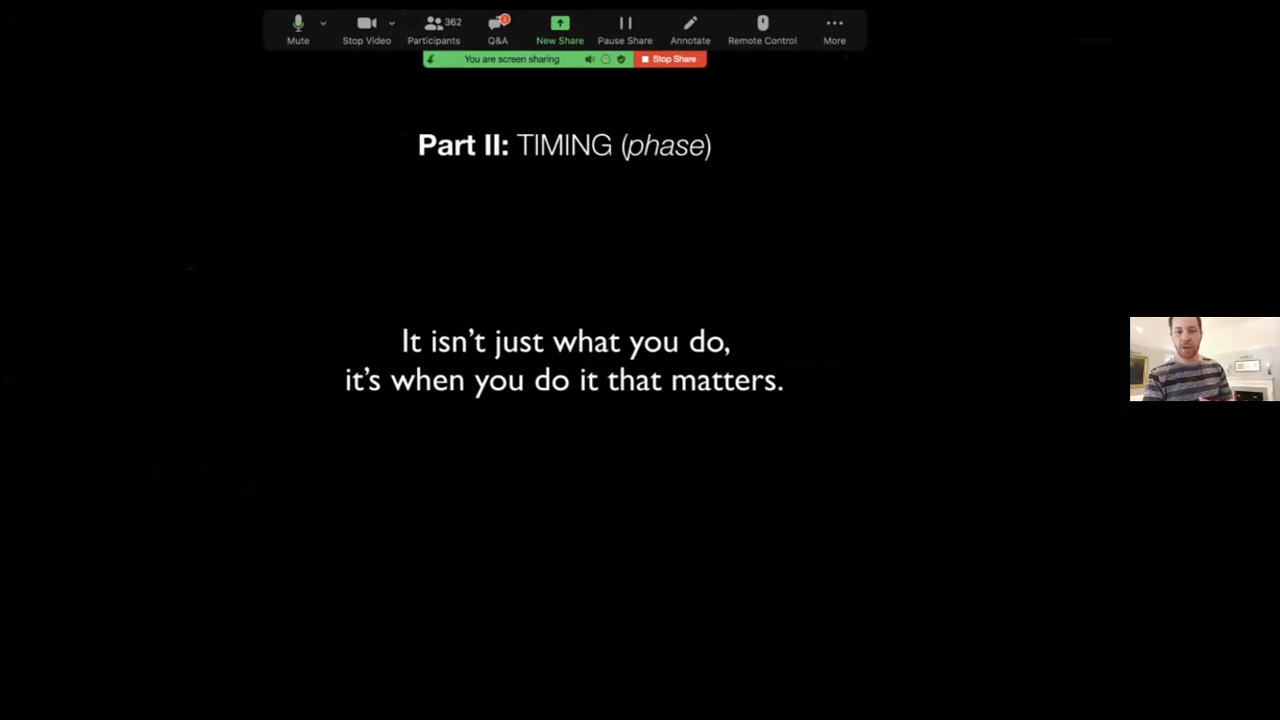 Mute Stop Video Participants 362 Q&A New Share Pause Share Annotate Remote Control More
You are screen sharing Stop Share
Part II: TIMING (phase)
It isn't just what you do,
it's when you do it that matters.